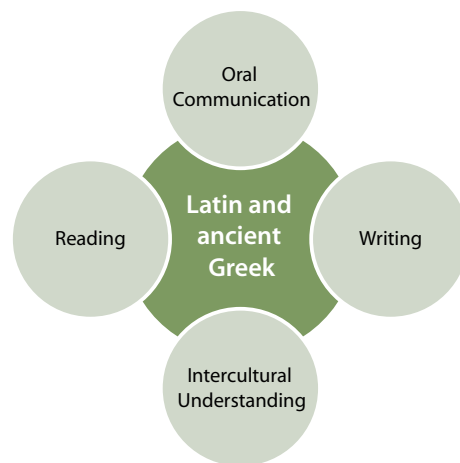 Oral
Communication
Reading
Latin and
ancient
Greek
Writing
Intercultural
Understanding